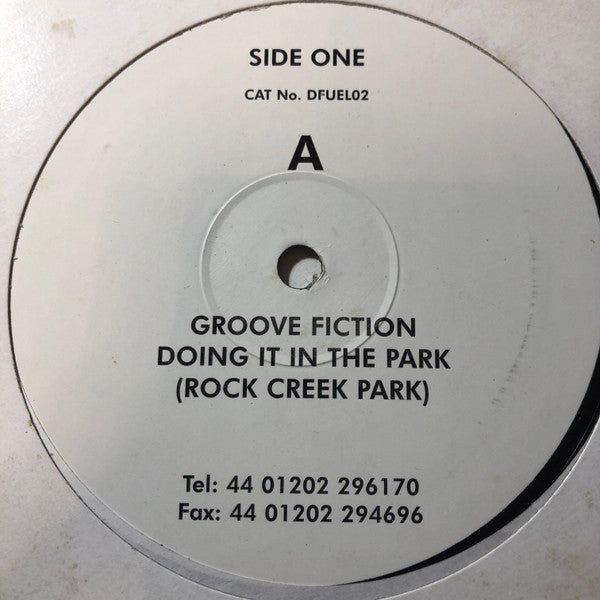 SIDE ONE
CAT No. DFUEL02
A
GROOVE FICTION
DOING IT IN THE PARK
(ROCK CREEK PARK)
Tel: 44 01202 296170
Fax: 44 01202 294696